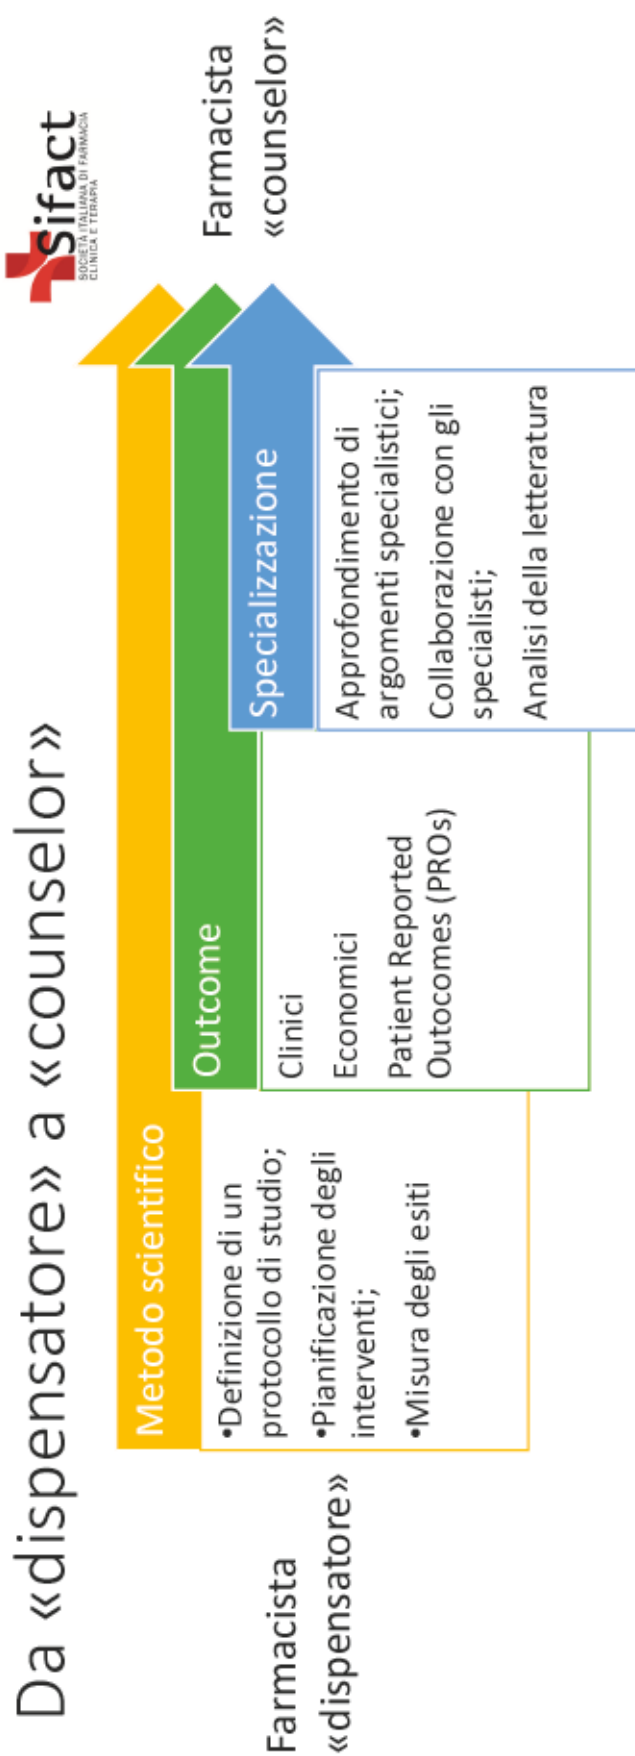 Da «dispensatore» a «counselor»
sifact
SOCIETÀ ITALIANA DI FARMACIA
CLINICA E TERAPIA
Farmacista
«dispensatore»
Metodo scientifico
•Definizione di un
protocollo di studio;
•Pianificazione degli
interventi;
•Misura degli esiti
Outcome
Clinici
Economici
Patient Reported
Outocomes (PROs)
Specializzazione
Approfondimento di
argomenti specialistici;
Collaborazione con gli
specialisti;
Analisi della letteratura
Farmacista
«counselor»